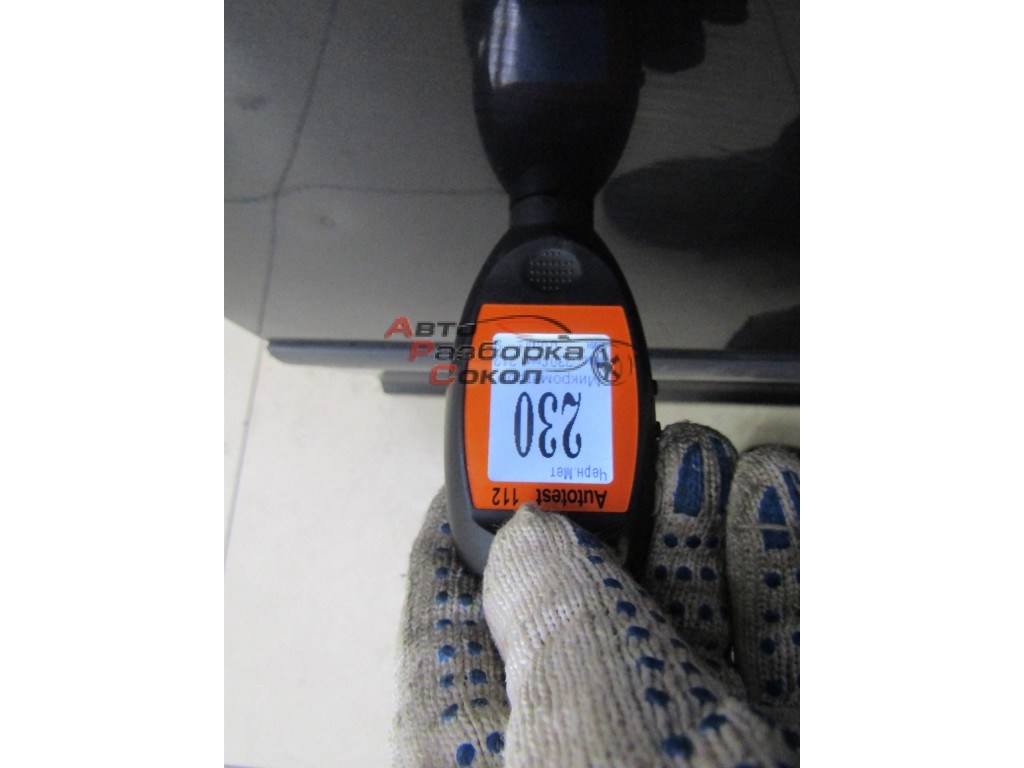 Авто
Разборка
Сокол
Autotest 112
Черн.Мет
230